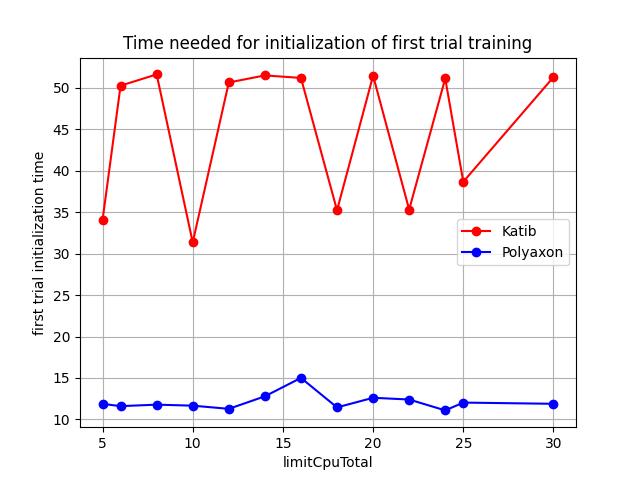 Time needed for initialization of first trial training
first trial initialization time
50
45
40
35
30
25
20
15
10
Katib
Polyaxon
5 10 15 20 25 30
limitCpuTotal